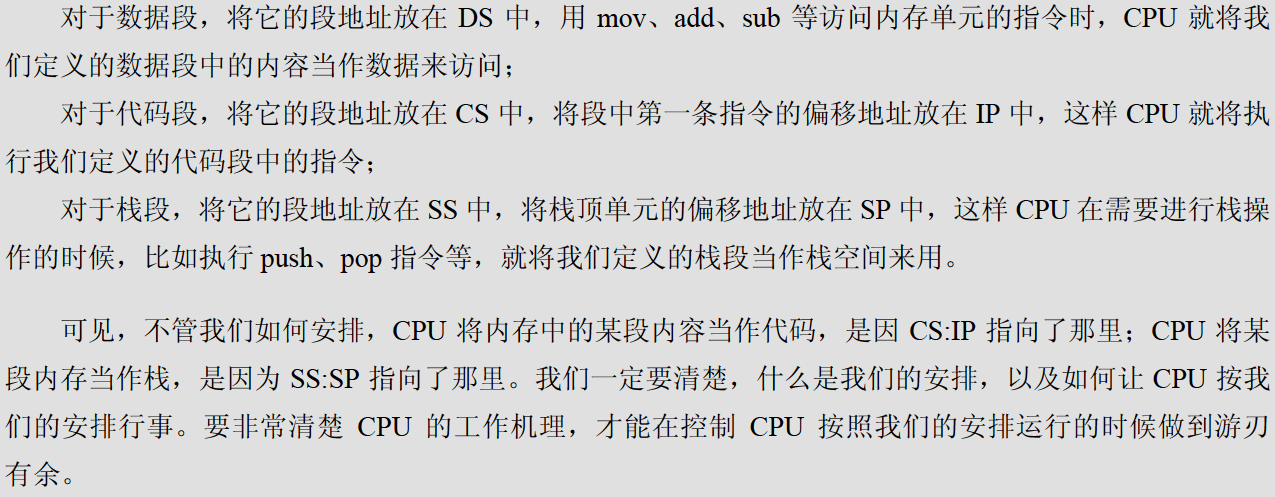 对于数据段，将它的段地址放在 DS 中，用 mov、add、sub 等访问内存单元的指令时，CPU 就将我
们定义的数据段中的内容当作数据来访问；
对于代码段，将它的段地址放在 CS 中，将段中第一条指令的偏移地址放在 IP 中，这样 CPU 就将执
行我们定义的代码段中的指令；
对于栈段，将它的段地址放在 SS 中，将栈顶单元的偏移地址放在 SP 中，这样 CPU 在需要进行栈操
作的时候，比如执行 push、pop 指令等，就将我们定义的栈段当作栈空间来用。
可见，不管我们如何安排，CPU 将内存中的某段内容当作代码，是因 CS:IP 指向了那里；CPU 将某
段内存当作栈，是因为 SS:SP 指向了那里。我们一定要清楚，什么是我们的安排，以及如何让 CPU 按我
们的安排行事。要非常清楚 CPU 的工作机理，才能在控制 CPU 按照我们的安排运行的时候做到游刃
有余。